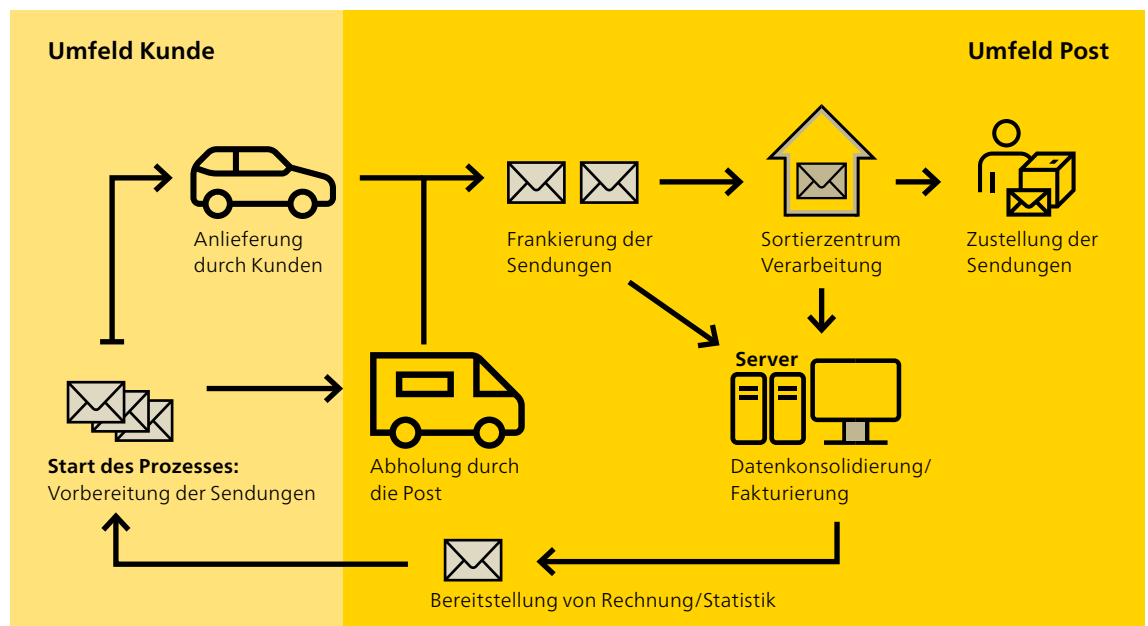 Umfeld Kunde
Umfeld Post
Anlieferung
durch Kunden
Frankierung der
Sendungen
Sortierzentrum
Verarbeitung
Zustellung der
Sendungen
Server
Start des Prozesses:
Vorbereitung der Sendungen
Abholung durch
die Post
Datenkonsolidierung/
Fakturierung
Bereitstellung von Rechnung/Statistik